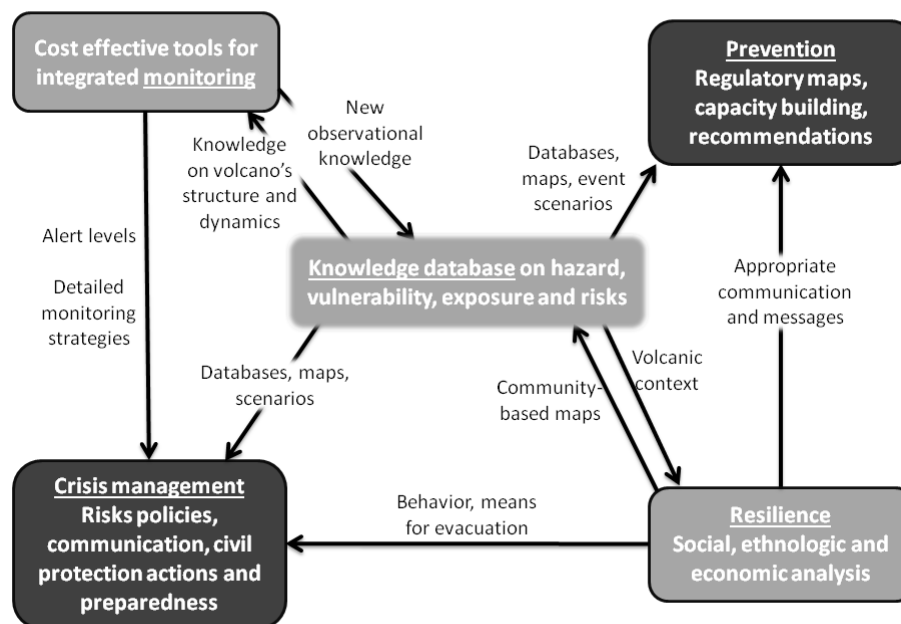 Cost effective tools for
integrated monitoring
Prevention
Regulatory maps,
capacity building,
recommendations
New
observational
knowledge
Knowledge
on volcano's
structure and
dynamics
Databases,
maps, event
scenarios
Alert levels
Detailed
monitoring
strategies
Knowledge database on hazard,
vulnerability, exposure and risks
Appropriate
communication
and messages
Databases, maps,
scenarios
Volcanic
context
Community-
based maps
Crisis management
Risks policies,
communication, civil
protection actions and
preparedness
Behavior, means
for evacuation
Resilience
Social, ethnologic and
economic analysis